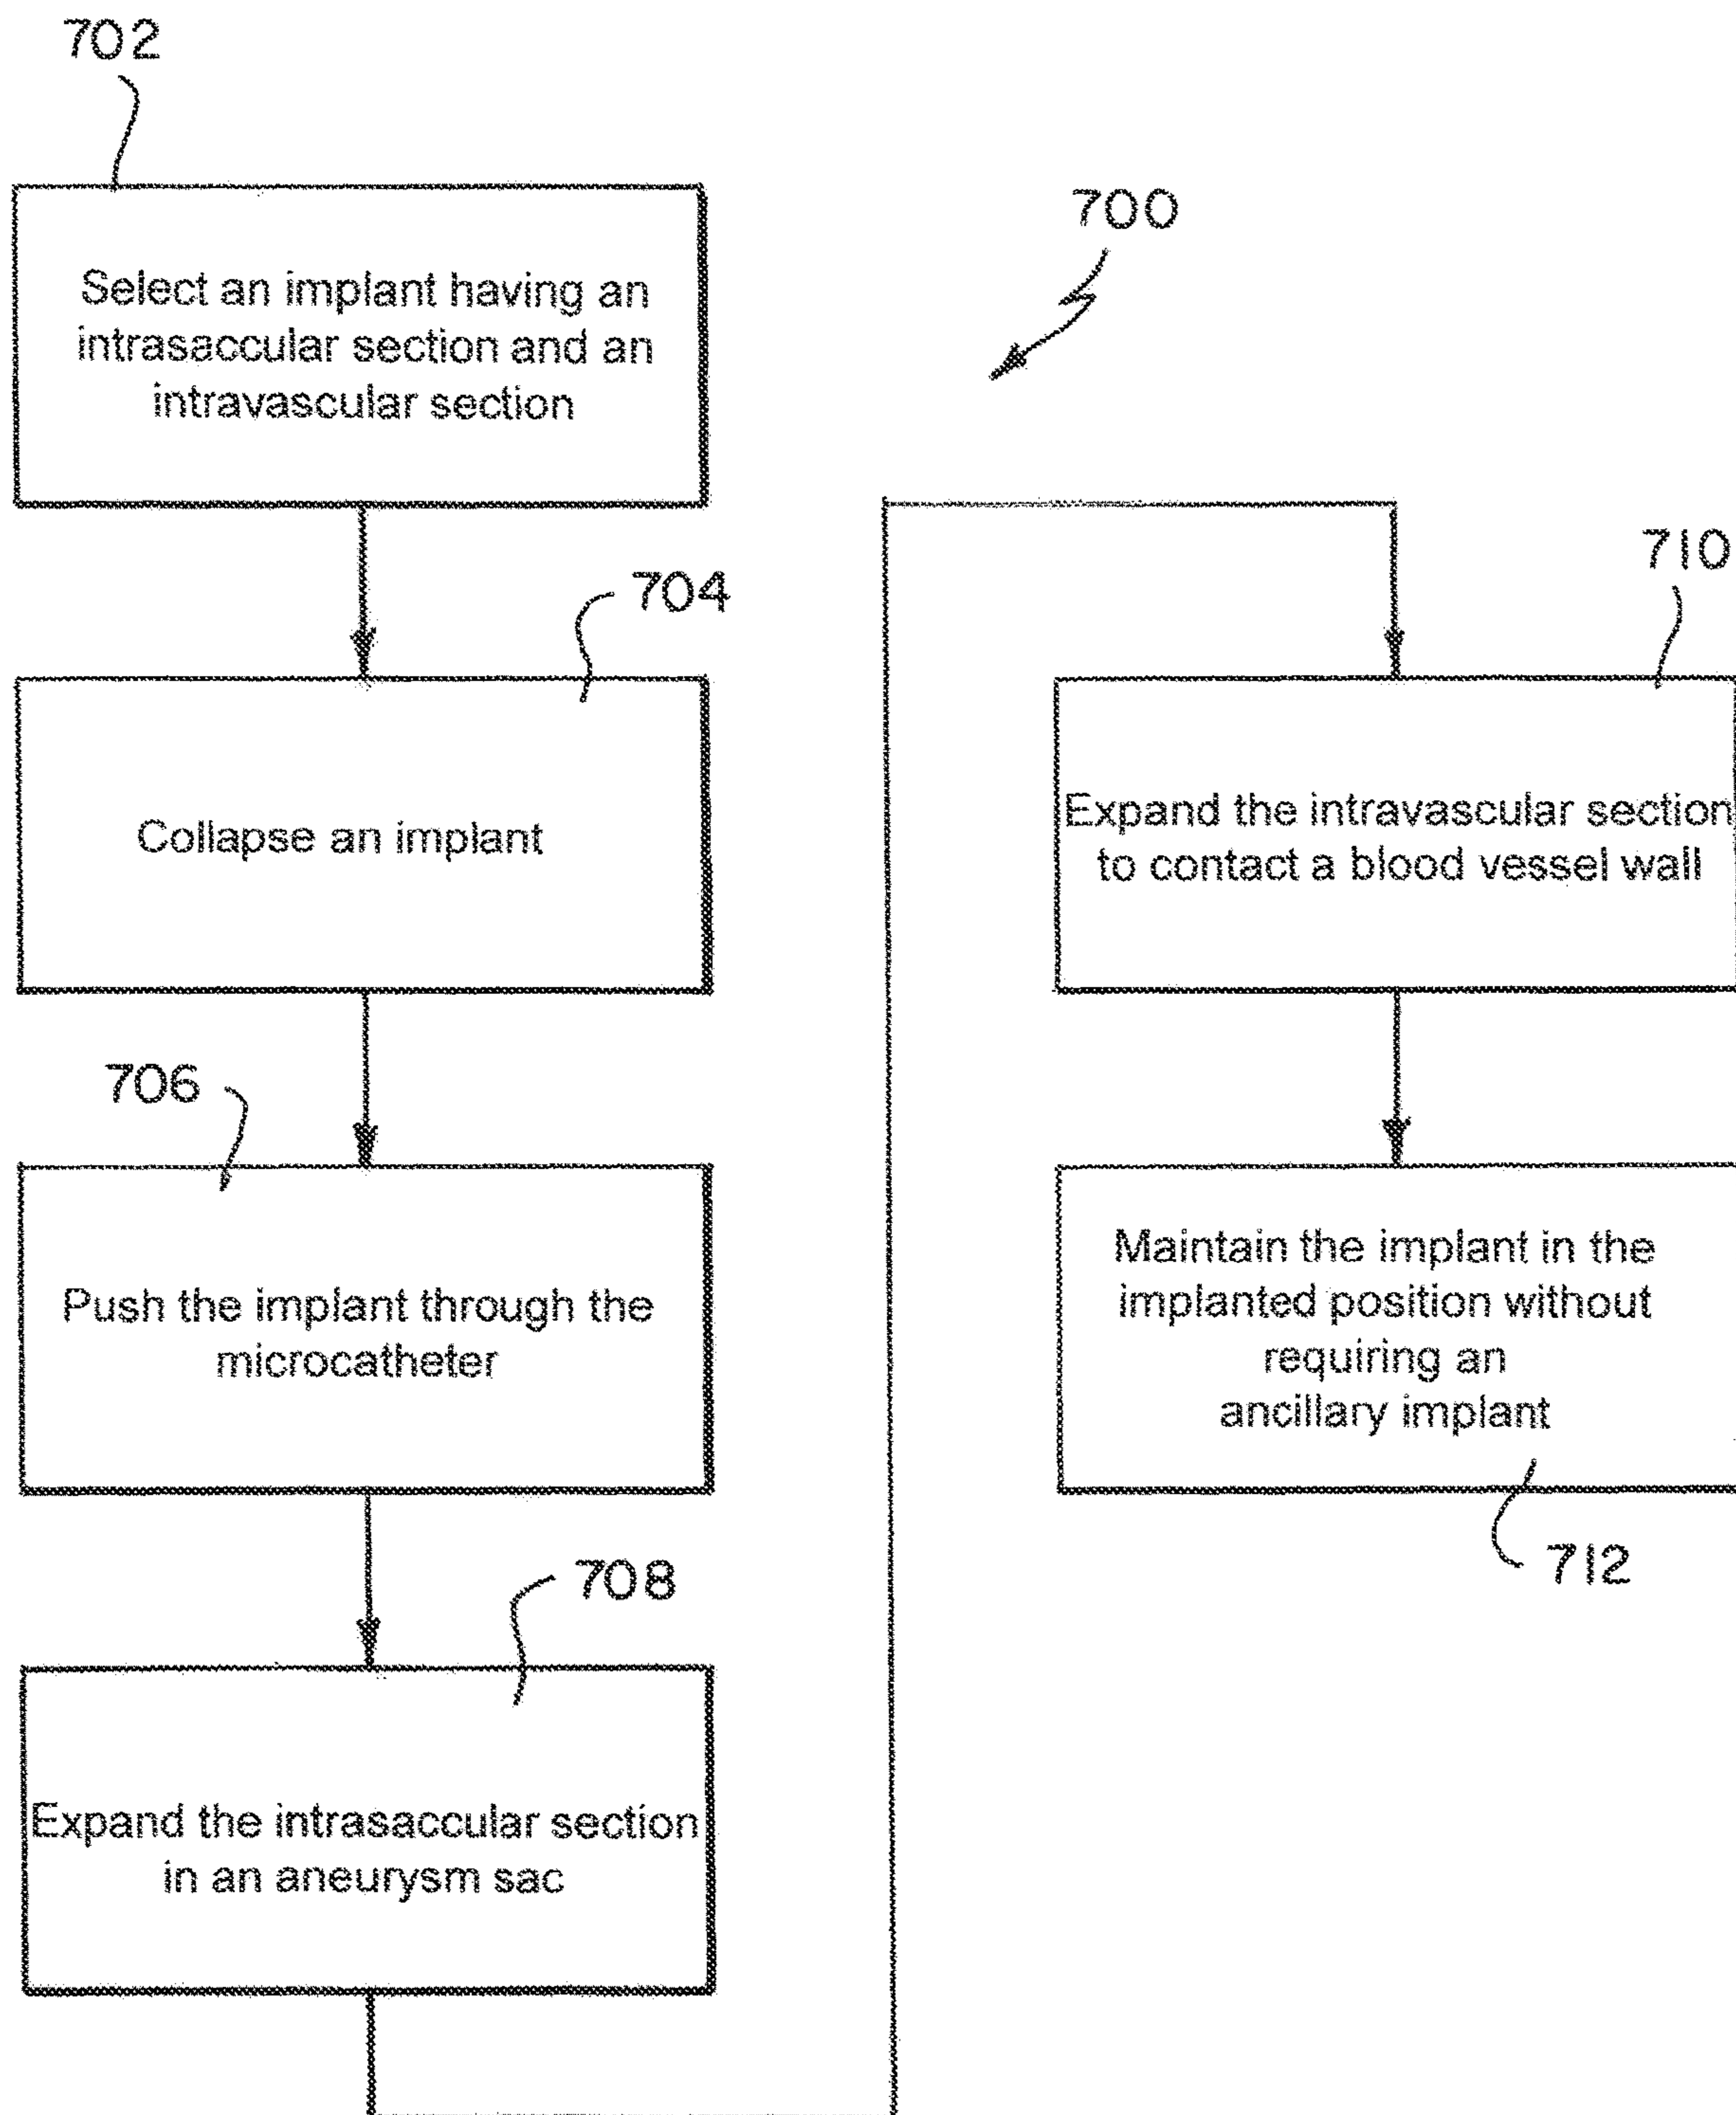 702
Select an implant having an
intrasaccular section and an
intravascular section
700
704
Collapse an implant
706
Push the implant through the
microcatheter
708
Expand the intrasaccular section
in an aneurysm sac
710
Expand the intravascular section
to contact a blood vessel wall
Maintain the implant in the
implanted position without
requiring an
ancillary implant
712